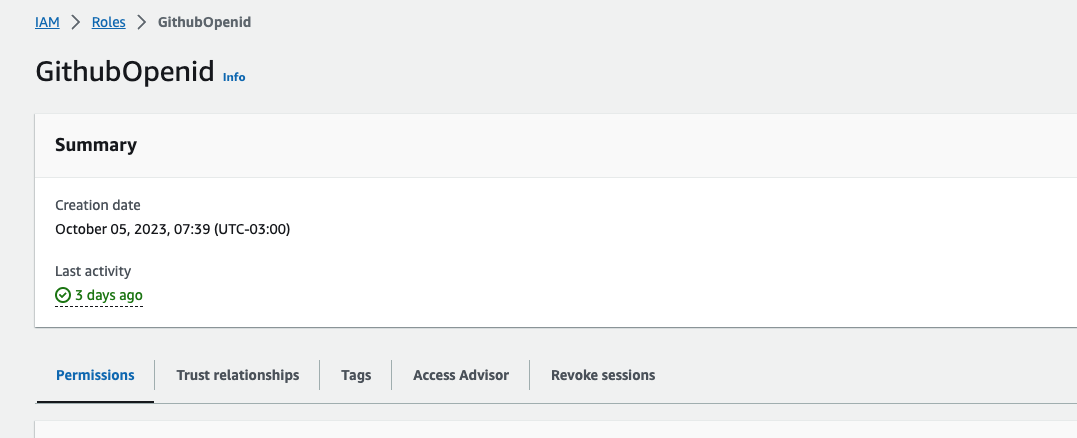 IAM > Roles > GithubOpenid
GithubOpenid Info
Summary
Creation date
October 05, 2023, 07:39 (UTC-03:00)
Last activity
3 days ago
Permissions Trust relationships Tags Access Advisor Revoke sessions